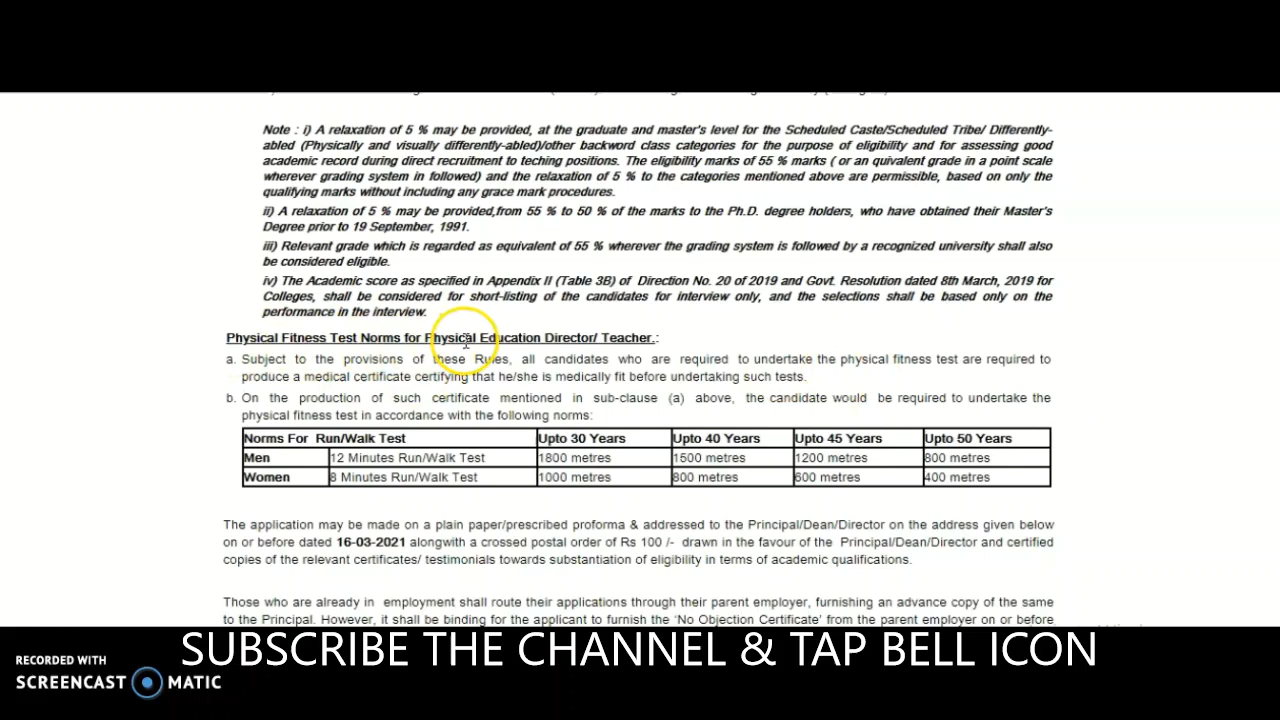 Note : i) A relaxation of 5 % may be provided, at the graduate and master's level for the Scheduled Caste/Scheduled Tribe/ Differently-
abled (Physically and visually differently-abled)/other backword class categories for the purpose of eligibility and for assessing good
academic record during direct recruitment to teching positions. The eligibility marks of 55 % marks ( or an quivalent grade in a point scale
wherever grading system in followed) and the relaxation of 5 % to the categories mentioned above are permissible, based on only the
qualifying marks without including any grace mark procedures.
ii) A relaxation of 5 % may be provided,from 55 % to 50 % of the marks to the Ph.D. degree holders, who have obtained their Master's
Degree prior to 19 September, 1991.
iii) Relevant grade which is regarded as equivalent of 55 % wherever the grading system is followed by a recognized university shall also
be considered eligible.
iv) The Academic score as specified in Appendix II (Table 3B) of Direction No. 20 of 2019 and Govt. Resolution dated 8th March, 2019 for
Colleges, shall be considered for short-listing of the candidates for interview only, and the selections shall be based only on the
performance in the interview.
Physical Fitness Test Norms for Physical Education Director/ Teacher.:
a. Subject to the provisions of these Rules, all candidates who are required to undertake the physical fitness test are required to
produce a medical certificate certifying that he/she is medically fit before undertaking such tests.
b. On the production of such certificate mentioned in sub-clause (a) above, the candidate would be required to undertake the
physical fitness test in accordance with the following norms:
Norms For Run/Walk Test Upto 30 Years Upto 40 Years Upto 45 Years Upto 50 Years
Men 12 Minutes Run/Walk Test 1800 metres 1500 metres 1200 metres 800 metres
Women 8 Minutes Run/Walk Test 1000 metres 800 metres 600 metres 400 metres
The application may be made on a plain paper/prescribed proforma & addressed to the Principal/Dean/Director on the address given below
on or before dated 16-03-2021 alongwith a crossed postal order of Rs 100 /- drawn in the favour of the Principal/Dean/Director and certified
copies of the relevant certificates/ testimonials towards substantiation of eligibility in terms of academic qualifications.
Those who are already in employment shall route their applications through their parent employer, furnishing an advance copy of the same
to the Principal. However, it shall be binding for the applicant to furnish the 'No Objection Certificate' from the parent employer on or before
SUBSCRIBE THE CHANNEL & TAP BELL ICON
RECORDED WITH
SCREENCAST MATIC